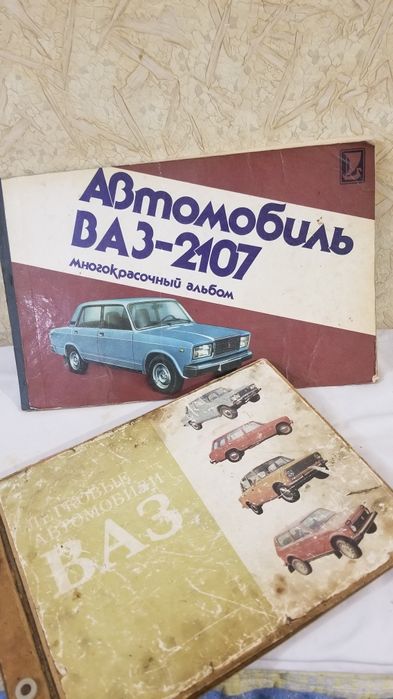 Автомобиль
ВАЗ-2107
многокрасочный альбом
ЛЕГКОВЫЕ
АВТОМОБИЛИ
ВАЗ